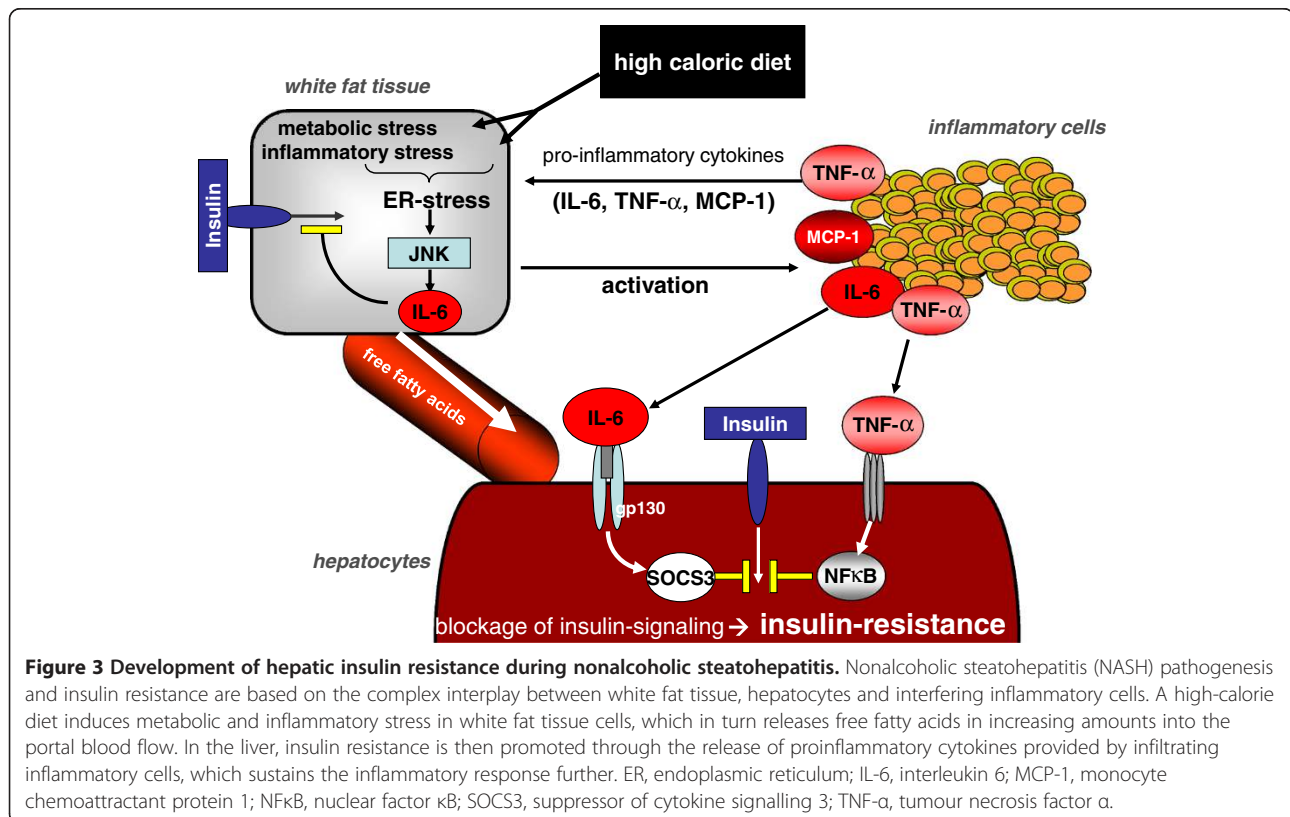 high caloric diet
white fat tissue
inflammatory cells
metabolic stress
inflammatory stress
pro-inflammatory cytokines
(IL-6, TNF-α, MCP-1)
TNF-α
ER-stress
Insulin
MCP-1
JNK
activation
IL-6
IL-6
TNF-α
free fatty acids
IL-6
Insulin
TNF-α
gp130
hepatocytes
SOCS3
NFκB
blockage of insulin-signaling → insulin-resistance
Figure 3 Development of hepatic insulin resistance during nonalcoholic steatohepatitis. Nonalcoholic steatohepatitis (NASH) pathogenesis
and insulin resistance are based on the complex interplay between white fat tissue, hepatocytes and interfering inflammatory cells. A high-calorie
diet induces metabolic and inflammatory stress in white fat tissue cells, which in turn releases free fatty acids in increasing amounts into the
portal blood flow. In the liver, insulin resistance is then promoted through the release of proinflammatory cytokines provided by infiltrating
inflammatory cells, which sustains the inflammatory response further. ER, endoplasmic reticulum; IL-6, interleukin 6; MCP-1, monocyte
chemoattractant protein 1; NFκB, nuclear factor κB; SOCS3, suppressor of cytokine signalling 3; TNF-α, tumour necrosis factor α.